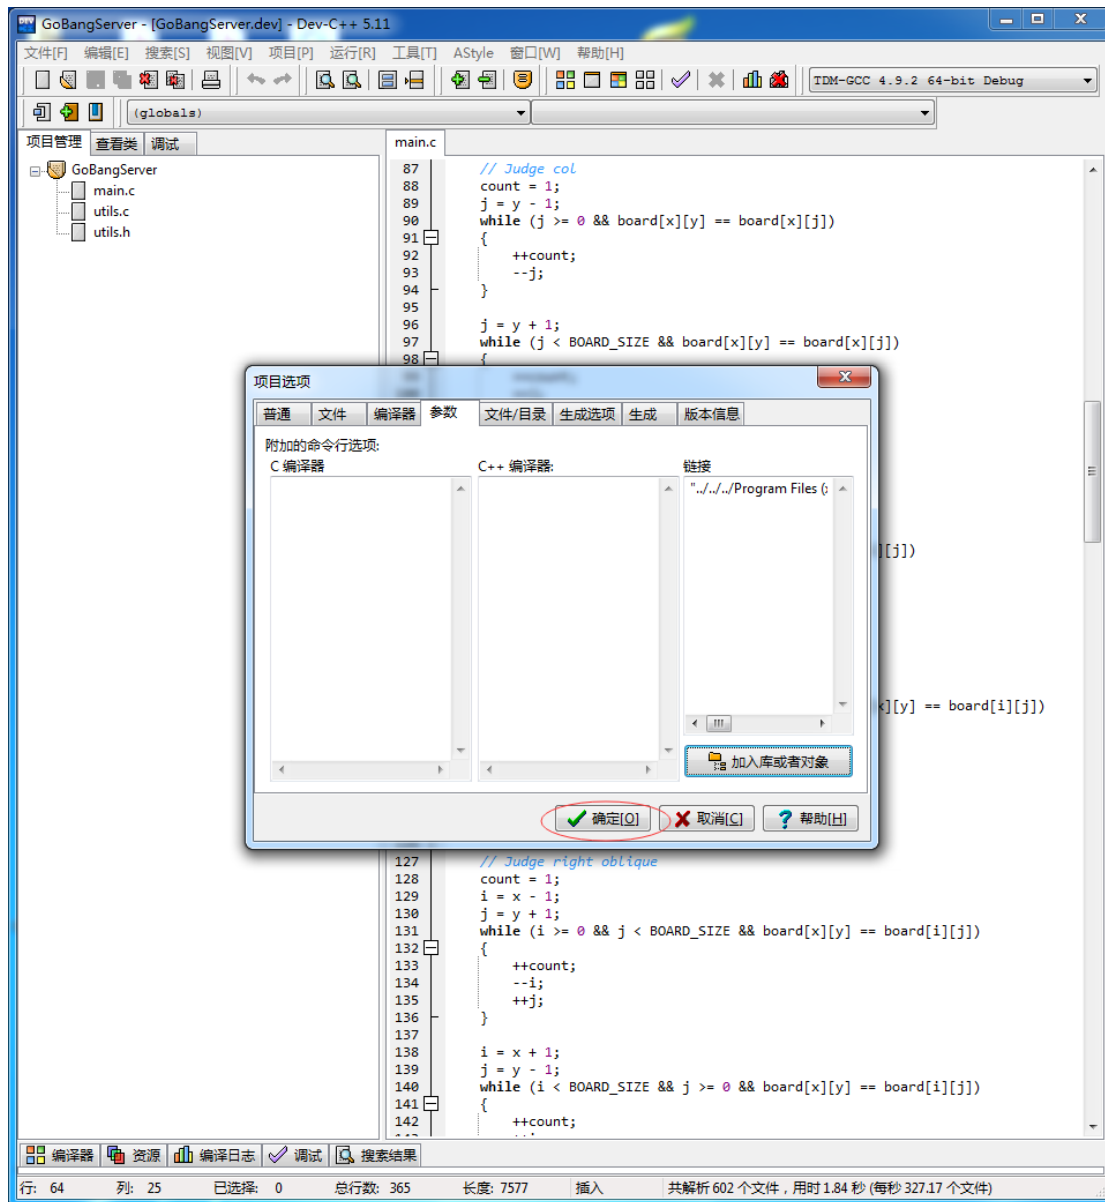 GoBangServer - [GoBangServer.dev] - Dev-C++ 5.11
文件[F] 编辑[E] 搜索[S] 视图[V] 项目[P] 运行[R] 工具[T] AStyle 窗口[W] 帮助[H]
TDM-GCC 4.9.2 64-bit Debug
(globals)
项目管理 查看类 调试
main.c
GoBangServer
main.c
utils.c
utils.h
87 // Judge col
88 count = 1;
89 j = y - 1;
90 while (j >= 0 && board[x][y] == board[x][j])
91 {
92 ++count;
93 --j;
94 }
95
96 j = y + 1;
97 while (j < BOARD_SIZE && board[x][y] == board[x][j])
98 {
项目选项
普通 文件 编译器 参数 文件/目录 生成选项 生成 版本信息
附加的命令行选项:
C 编译器 C++ 编译器: 链接
"../../../Program Files (
][j])
][y] == board[i][j])
加入库或者对象
确定[O] 取消[C] 帮助[H]
127 // Judge right oblique
128 count = 1;
129 i = x - 1;
130 j = y + 1;
131 while (i >= 0 && j < BOARD_SIZE && board[x][y] == board[i][j])
132 {
133 ++count;
134 --i;
135 ++j;
136 }
137
138 i = x + 1;
139 j = y - 1;
140 while (i < BOARD_SIZE && j >= 0 && board[x][y] == board[i][j])
141 {
142 ++count;
编译器 资源 编译日志 调试 搜索结果
行: 64 列: 25 已选择: 0 总行数: 365 长度: 7577 插入 共解析 602 个文件，用时 1.84 秒 (每秒 327.17 个文件)